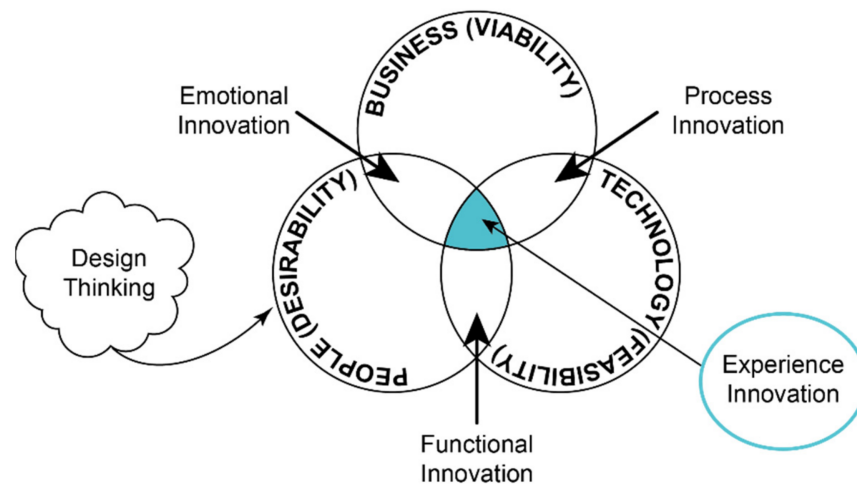 BUSINESS (VIABILITY)
Emotional
Innovation
Process
Innovation
PEOPLE (DESIRABILITY)
TECHNOLOGY (FEASIBILITY)
Design
Thinking
Experience
Innovation
Functional
Innovation